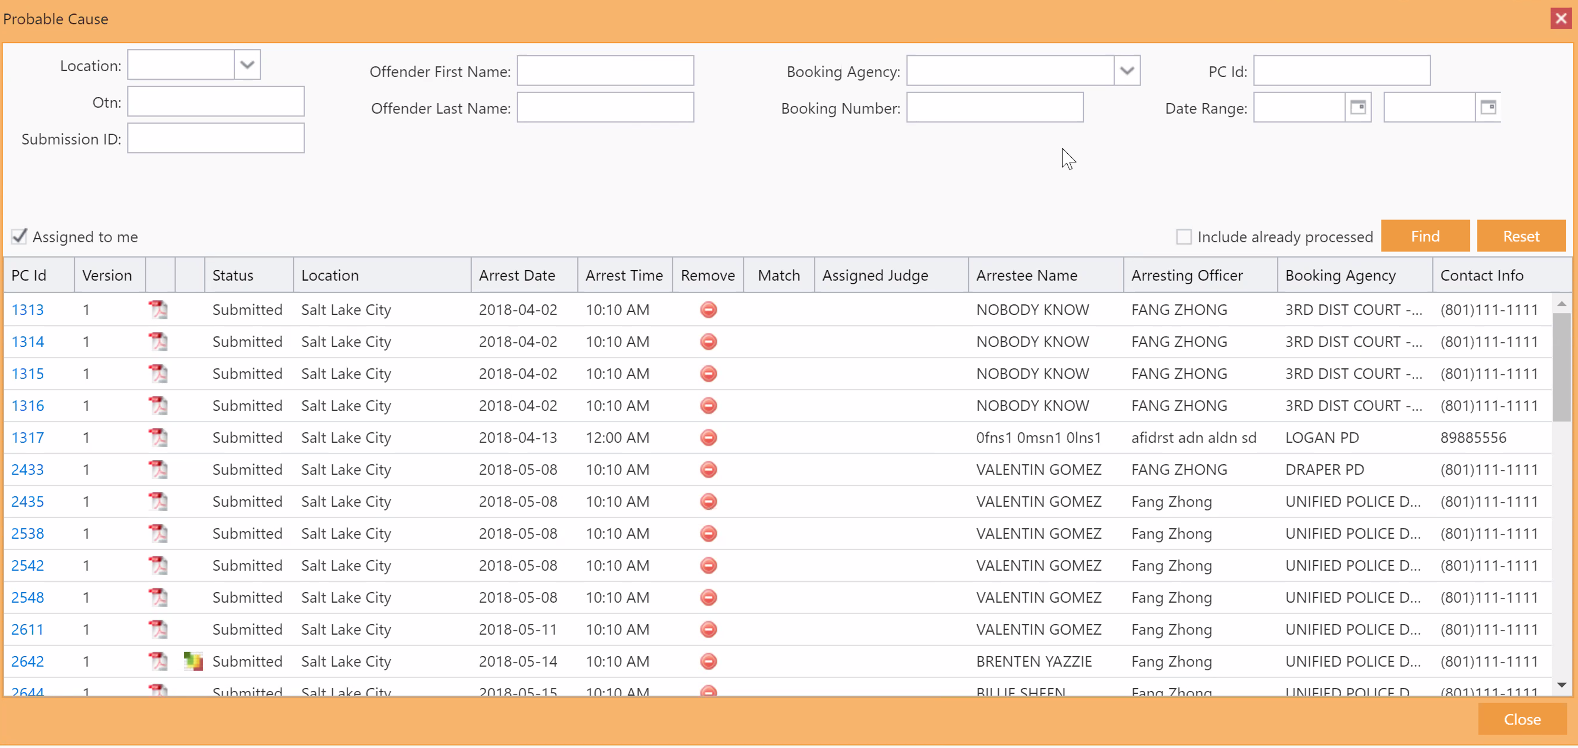 Probable Cause
Location: Offender First Name: Booking Agency: PC Id:
Otn: Offender Last Name: Booking Number: Date Range:
Submission ID:
Assigned to me Include already processed Find Reset
PC Id Version Status Location Arrest Date Arrest Time Remove Match Assigned Judge Arrestee Name Arresting Officer Booking Agency Contact Info
1313 1 Submitted Salt Lake City 2018-04-02 10:10 AM NOBODY KNOW FANG ZHONG 3RD DIST COURT -... (801)111-1111
1314 1 Submitted Salt Lake City 2018-04-02 10:10 AM NOBODY KNOW FANG ZHONG 3RD DIST COURT -... (801)111-1111
1315 1 Submitted Salt Lake City 2018-04-02 10:10 AM NOBODY KNOW FANG ZHONG 3RD DIST COURT -... (801)111-1111
1316 1 Submitted Salt Lake City 2018-04-02 10:10 AM NOBODY KNOW FANG ZHONG 3RD DIST COURT -... (801)111-1111
1317 1 Submitted Salt Lake City 2018-04-13 12:00 AM 0fns1 0msn1 0lns1 afidrst adn aldn sd LOGAN PD 89885556
2433 1 Submitted Salt Lake City 2018-05-08 10:10 AM VALENTIN GOMEZ FANG ZHONG DRAPER PD (801)111-1111
2435 1 Submitted Salt Lake City 2018-05-08 10:10 AM VALENTIN GOMEZ Fang Zhong UNIFIED POLICE D... (801)111-1111
2538 1 Submitted Salt Lake City 2018-05-08 10:10 AM VALENTIN GOMEZ Fang Zhong UNIFIED POLICE D... (801)111-1111
2542 1 Submitted Salt Lake City 2018-05-08 10:10 AM VALENTIN GOMEZ Fang Zhong UNIFIED POLICE D... (801)111-1111
2548 1 Submitted Salt Lake City 2018-05-08 10:10 AM VALENTIN GOMEZ Fang Zhong UNIFIED POLICE D... (801)111-1111
2611 1 Submitted Salt Lake City 2018-05-11 10:10 AM VALENTIN GOMEZ Fang Zhong UNIFIED POLICE D... (801)111-1111
2642 1 Submitted Salt Lake City 2018-05-14 10:10 AM BRENTEN YAZZIE Fang Zhong UNIFIED POLICE D... (801)111-1111
2644 1 Submitted Salt Lake City 2018-05-15 10:10 AM BILLIE SHEEN Fang Zhong UNIFIED POLICE D... (801)111-1111
Close